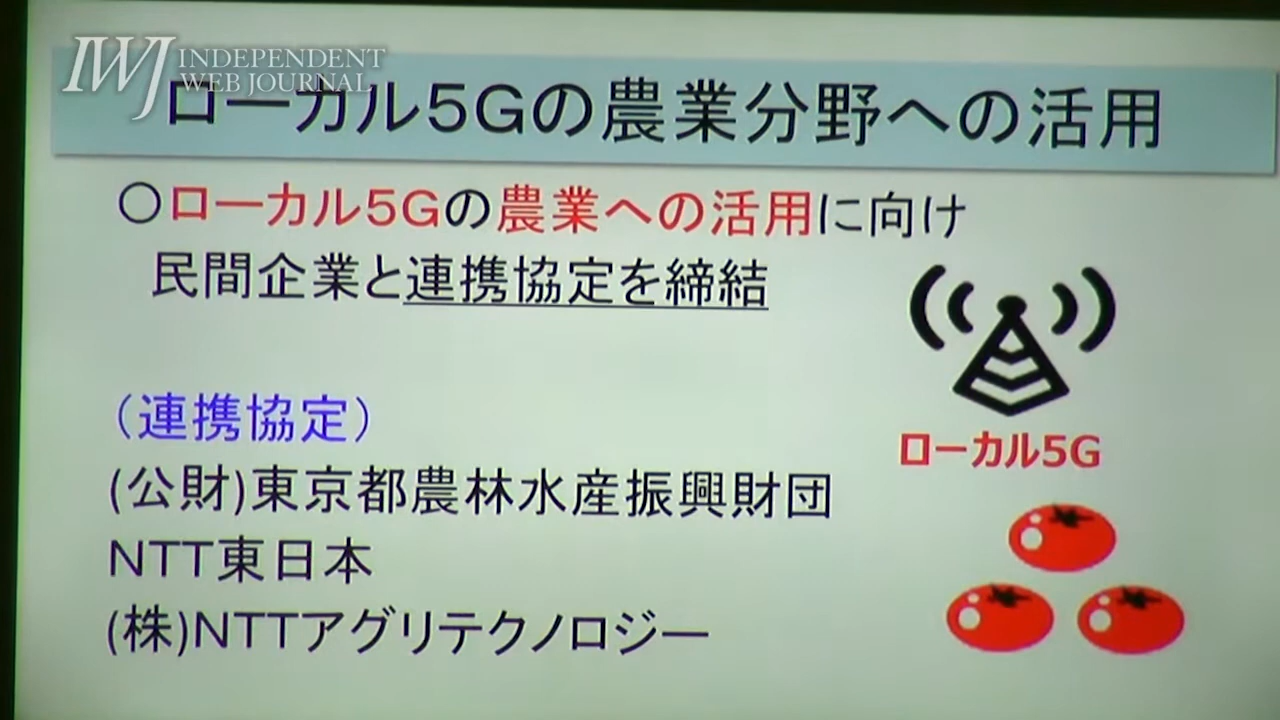 IWJ INDEPENDENT
WEB JOURNAL
ローカル5Gの農業分野への活用
○ローカル5Gの農業への活用に向け
民間企業と連携協定を締結
ローカル5G
（連携協定）
(公財)東京都農林水産振興財団
NTT東日本
(株)NTTアグリテクノロジー